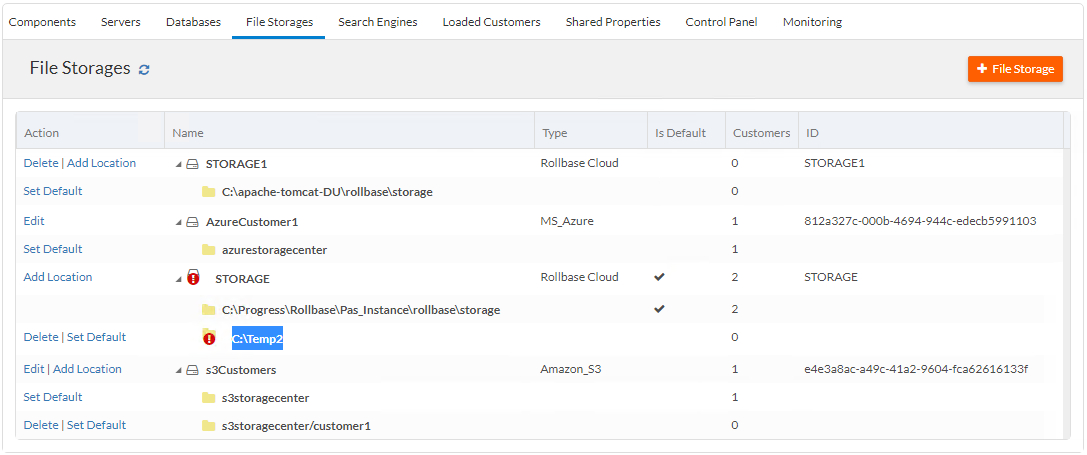 Components Servers Databases File Storages Search Engines Loaded Customers Shared Properties Control Panel Monitoring
File Storages
File Storage
Action Name Type Is Default Customers ID
Delete | Add Location STORAGE1 Rollbase Cloud 0 STORAGE1
Set Default C:\apache-tomcat-DU\rollbase\storage 0
Edit AzureCustomer1 MS_Azure 1 812a327c-000b-4694-944c-edecb5991103
Set Default azurestoragecenter 1
Add Location STORAGE Rollbase Cloud 2 STORAGE
C:\Progress\Rollbase\Pas_Instance\rollbase\storage 2
Delete | Set Default C:\Temp2 0
Edit | Add Location s3Customers Amazon_S3 1 e4e3a8ac-a49c-41a2-9604-fca62616133f
Set Default s3storagecenter 1
Delete | Set Default s3storagecenter/customer1 0